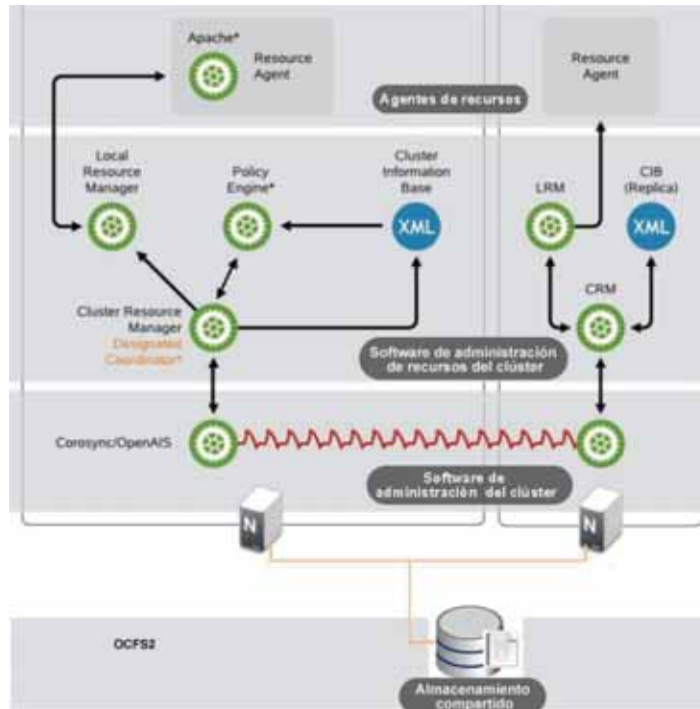 Apache*
Resource
Agent
Resource
Agent
Agentes de recursos
Local
Resource
Manager
Policy
Engine*
Cluster
Information
Base
XML
LRM
CIB
(Replica)
XML
CRM
Cluster Resource
Manager
Designated
Coordinator*
Software de administración
de recursos del clúster
Corosync/OpenAIS
Software de
administración del clúster
N
N
OCFS2
Almacenamiento
compartido